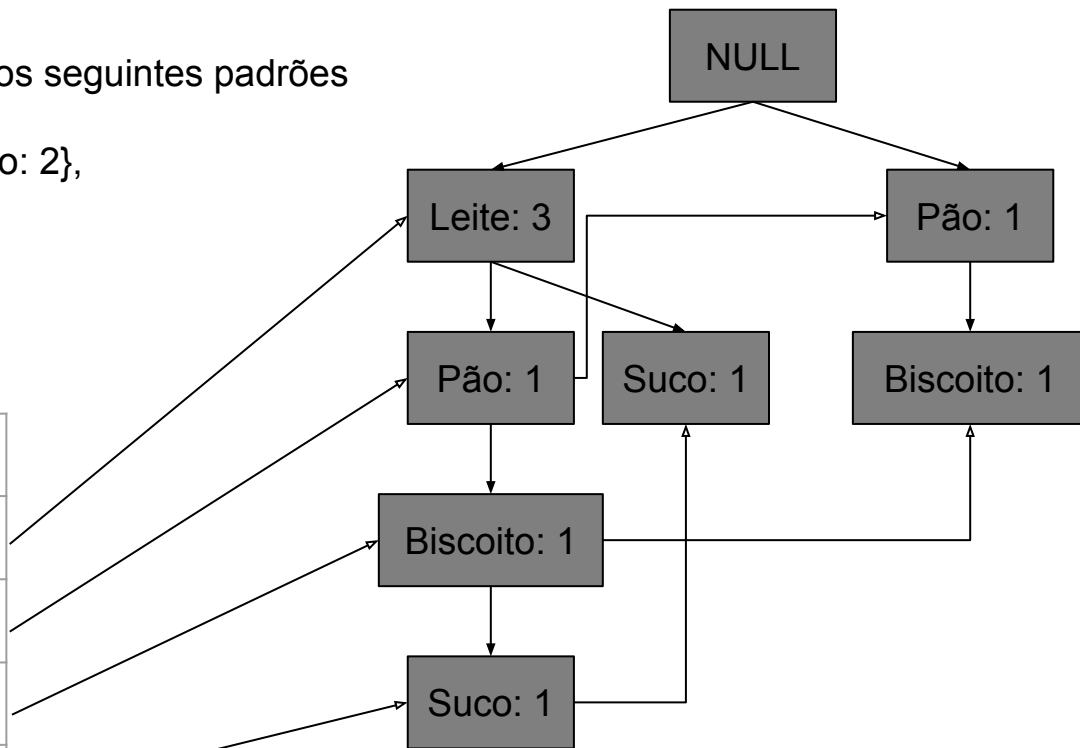 os seguintes padrões
o: 2},
NULL
Leite: 3
Pão: 1
Pão: 1
Suco: 1
Biscoito: 1
Biscoito: 1
Suco: 1